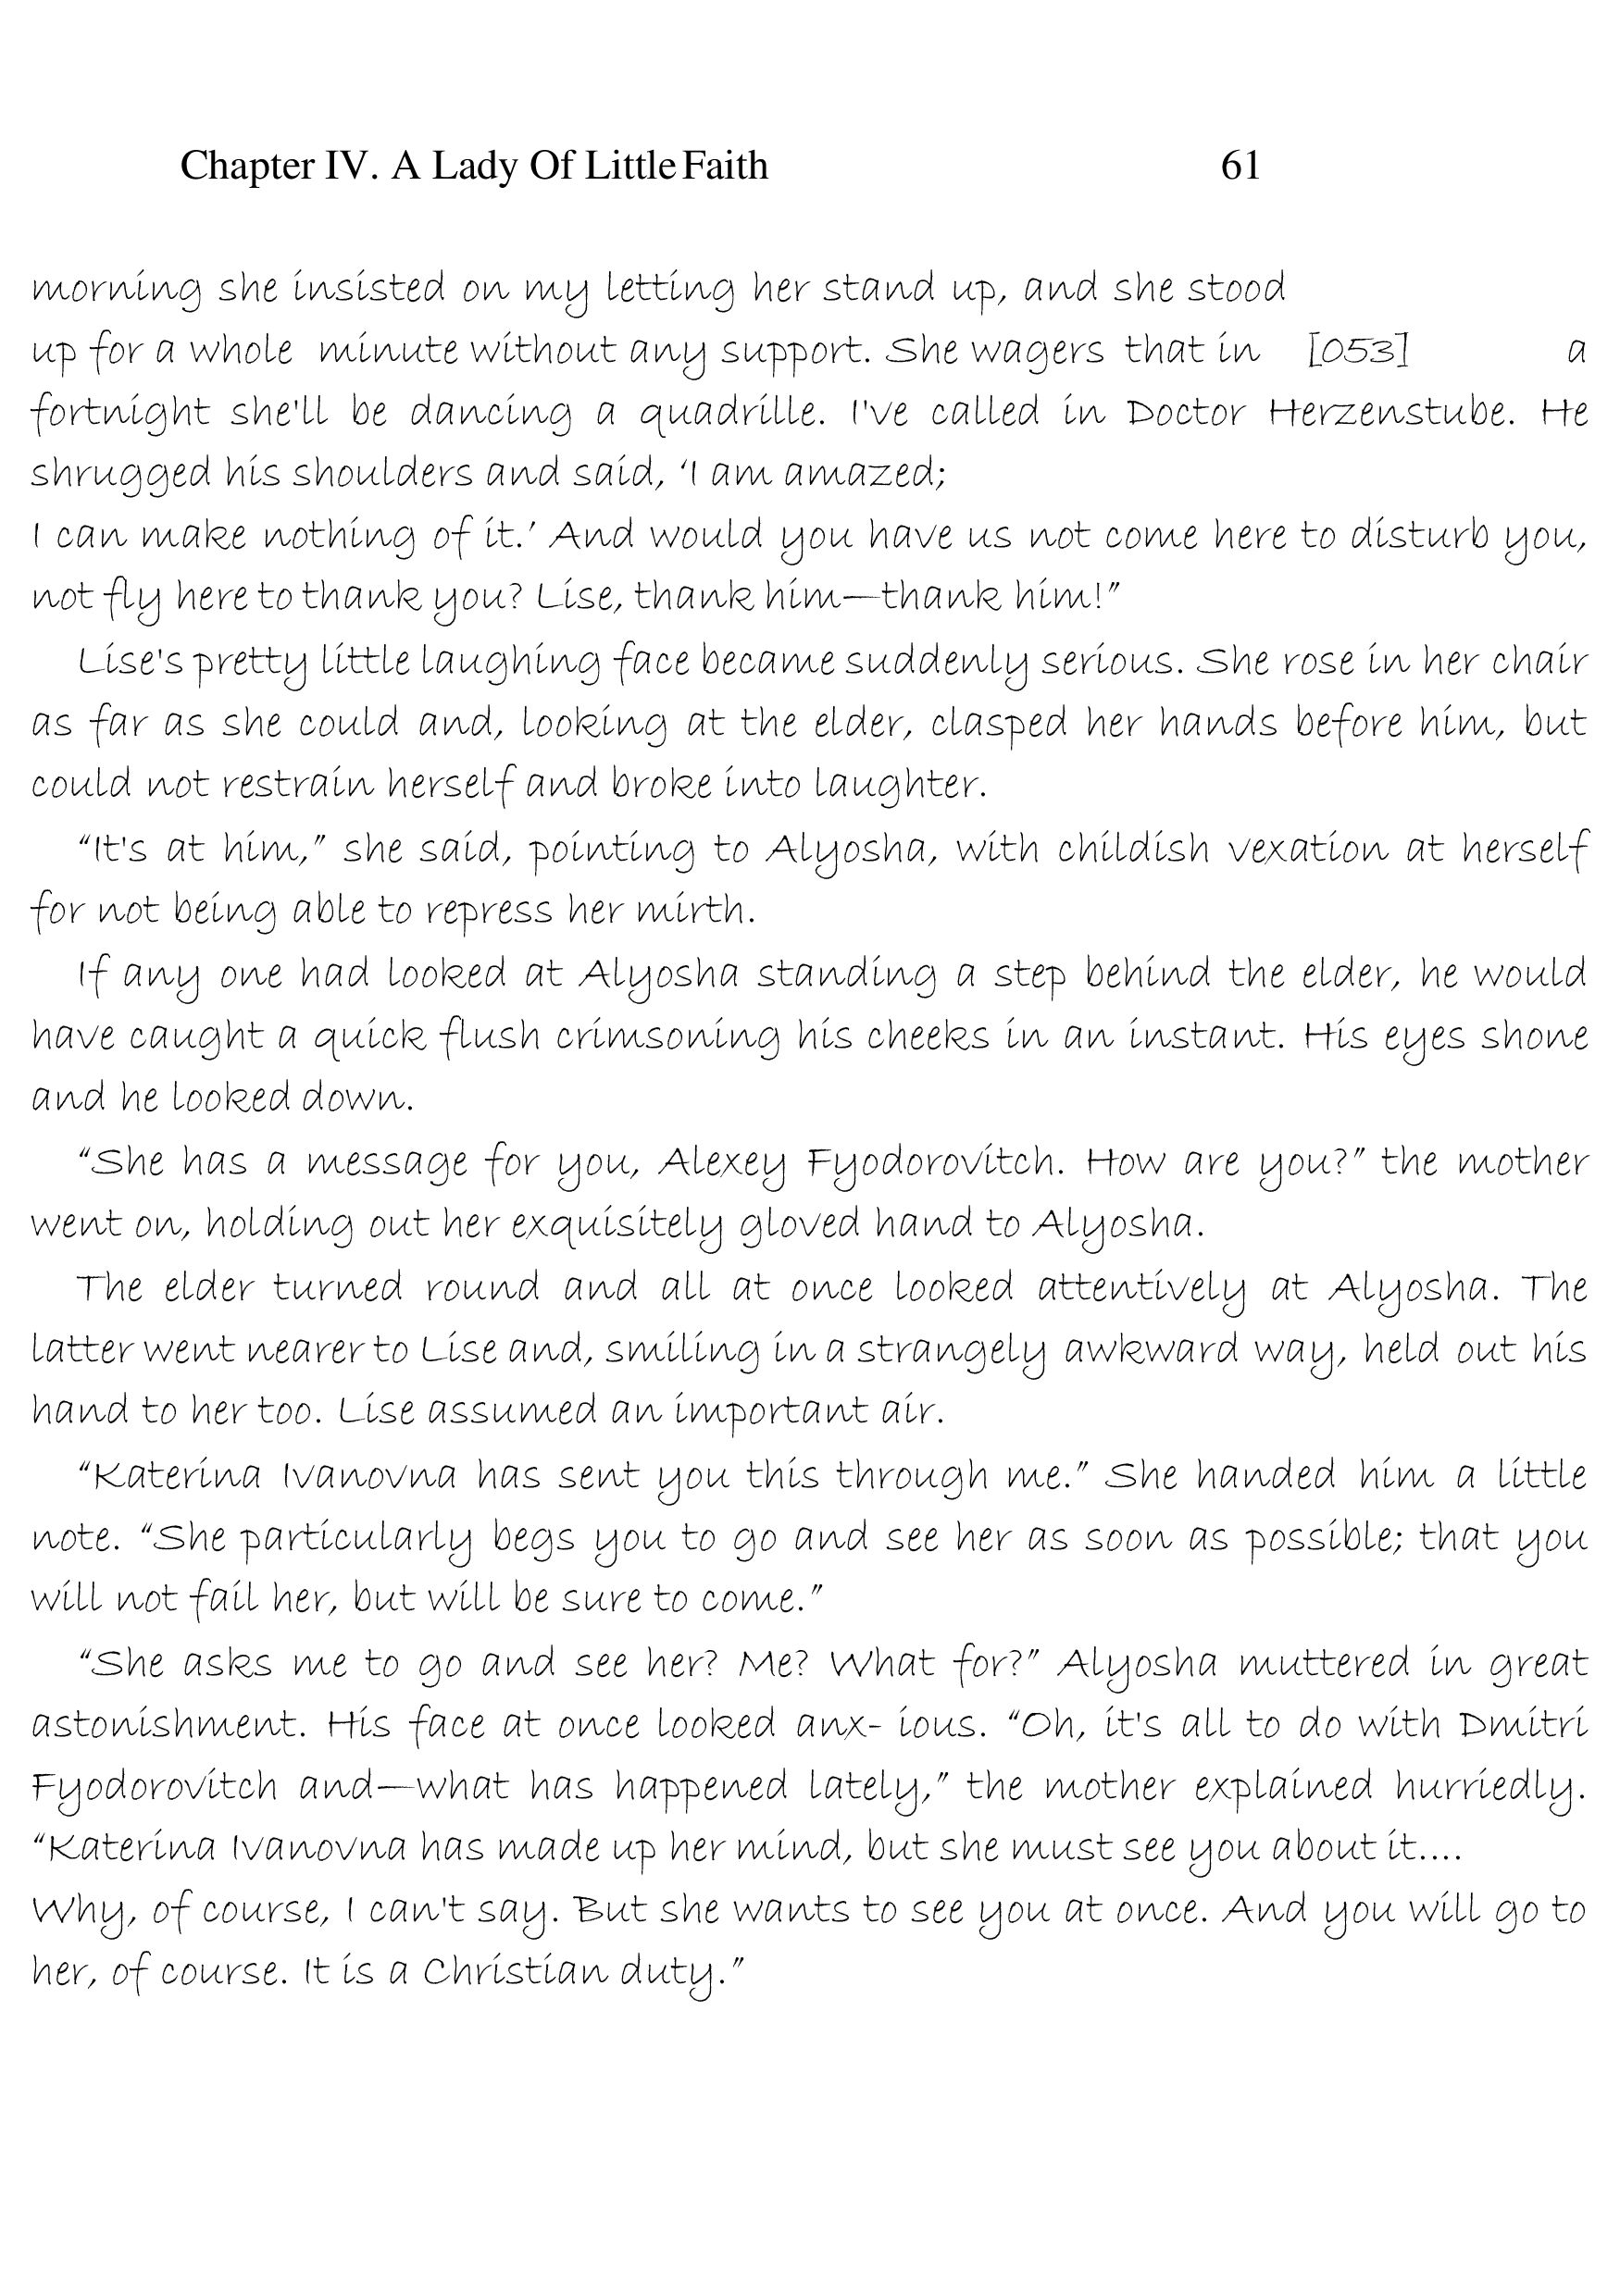 Chapter IV. A Lady Of Little Faith 61
morning she insisted on my letting her stand up, and she stood
up for a whole minute without any support. She wagers that in [053] a
fortnight she'll be dancing a quadrille. I've called in Doctor Herzenstube. He
shrugged his shoulders and said, ‘I am amazed;
I can make nothing of it.’ And would you have us not come here to disturb you,
not fly here to thank you? Lise, thank him—thank him!”
Lise's pretty little laughing face became suddenly serious. She rose in her chair
as far as she could and, looking at the elder, clasped her hands before him, but
could not restrain herself and broke into laughter.
“It's at him,” she said, pointing to Alyosha, with childish vexation at herself
for not being able to repress her mirth.
If any one had looked at Alyosha standing a step behind the elder, he would
have caught a quick flush crimsoning his cheeks in an instant. His eyes shone
and he looked down.
“She has a message for you, Alexey Fyodorovitch. How are you?” the mother
went on, holding out her exquisitely gloved hand to Alyosha.
The elder turned round and all at once looked attentively at Alyosha. The
latter went nearer to Lise and, smiling in a strangely awkward way, held out his
hand to her too. Lise assumed an important air.
“Katerina Ivanovna has sent you this through me.” She handed him a little
note. “She particularly begs you to go and see her as soon as possible; that you
will not fail her, but will be sure to come.”
“She asks me to go and see her? Me? What for?” Alyosha muttered in great
astonishment. His face at once looked anx- ious. “Oh, it's all to do with Dmitri
Fyodorovitch and—what has happened lately,” the mother explained hurriedly.
“Katerina Ivanovna has made up her mind, but she must see you about it....
Why, of course, I can't say. But she wants to see you at once. And you will go to
her, of course. It is a Christian duty.”